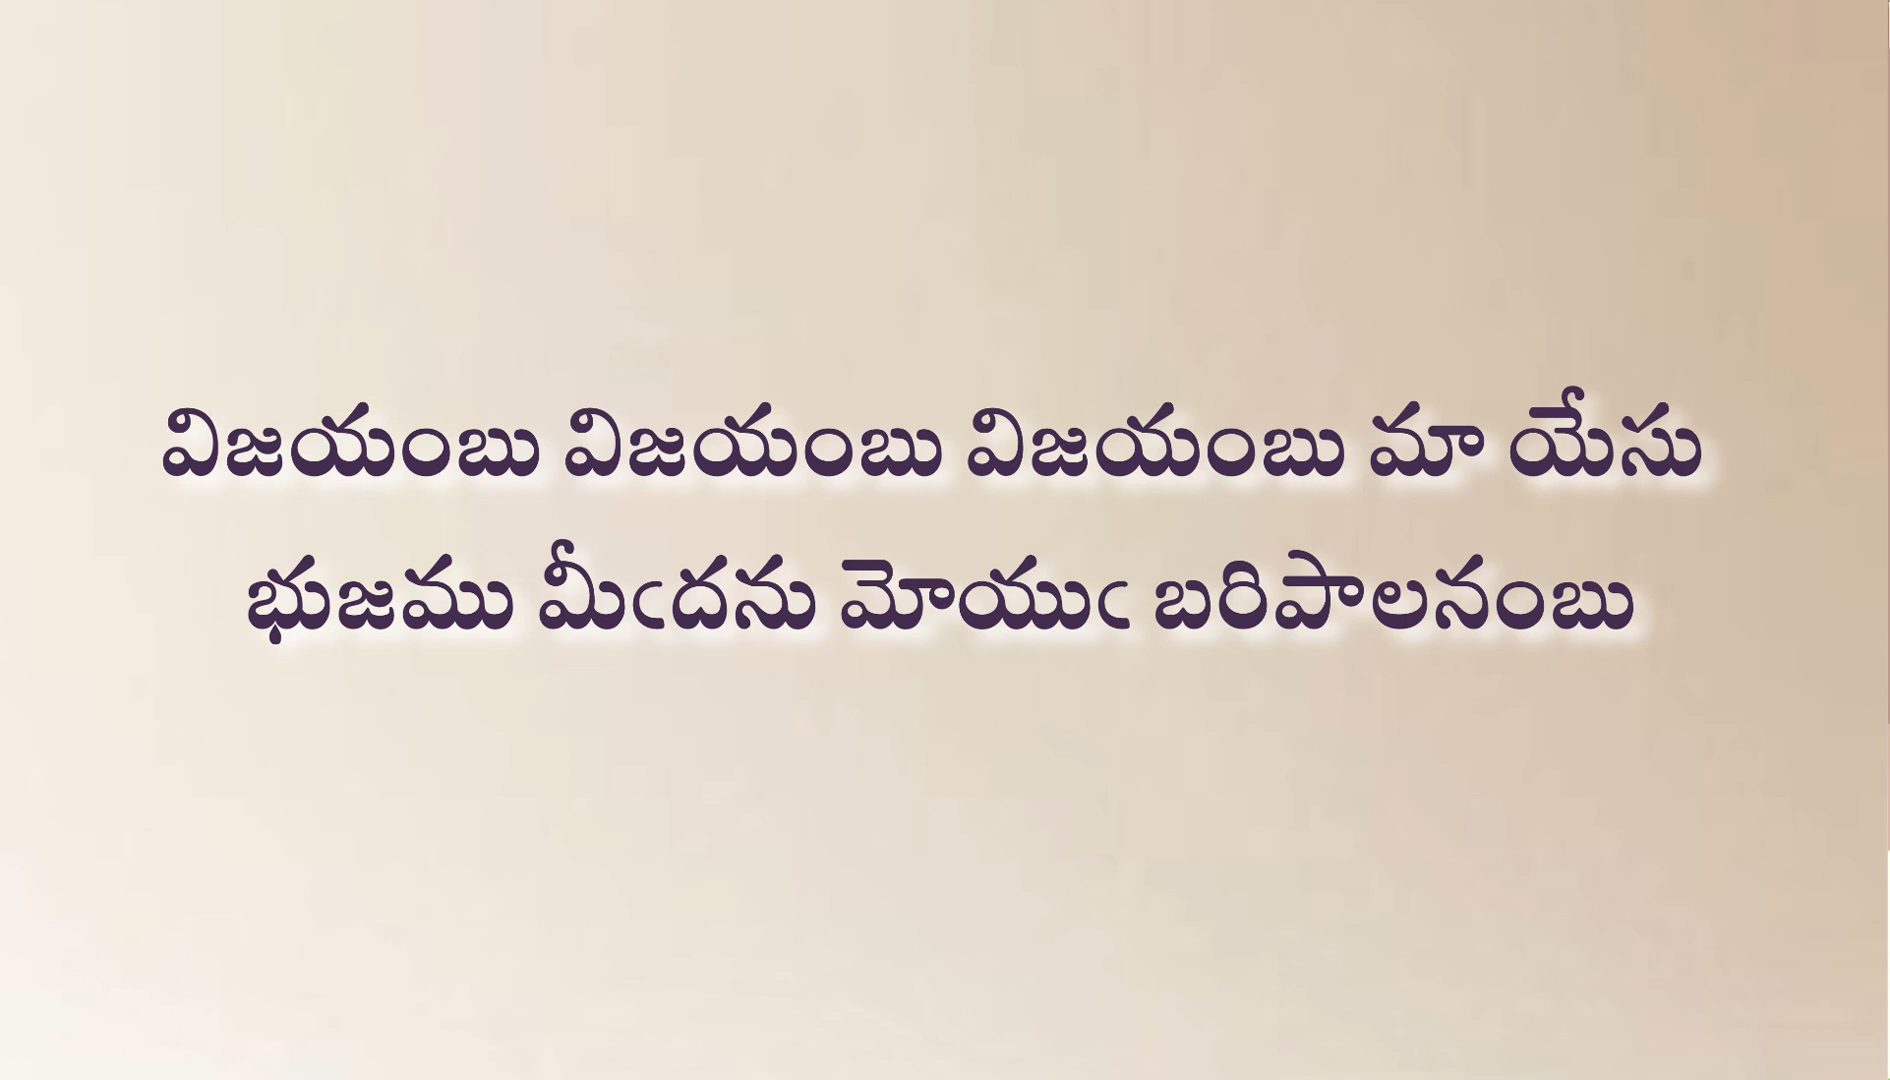 విజయంబు విజయంబు విజయంబు మా యేసు
భుజము మీఁదను మోయుఁ బరిపాలనంబు